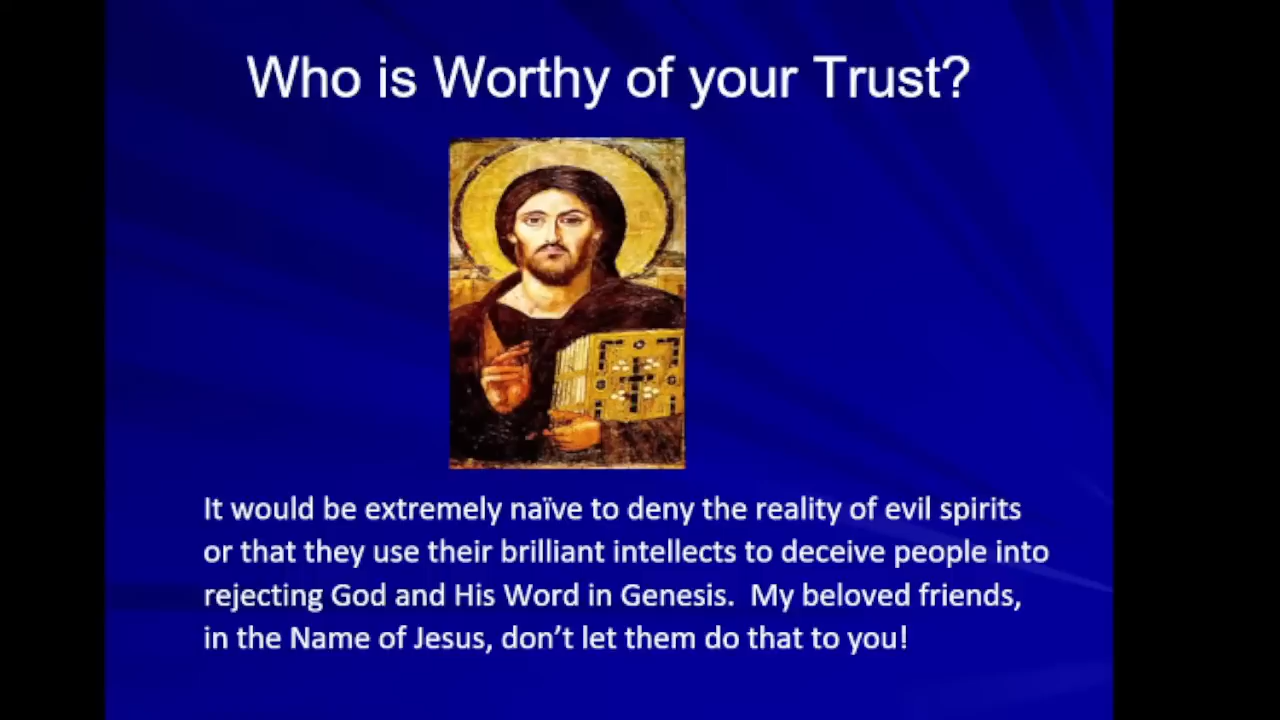 Who is Worthy of your Trust?
It would be extremely naïve to deny the reality of evil spirits
or that they use their brilliant intellects to deceive people into
rejecting God and His Word in Genesis.  My beloved friends,
in the Name of Jesus, don’t let them do that to you!